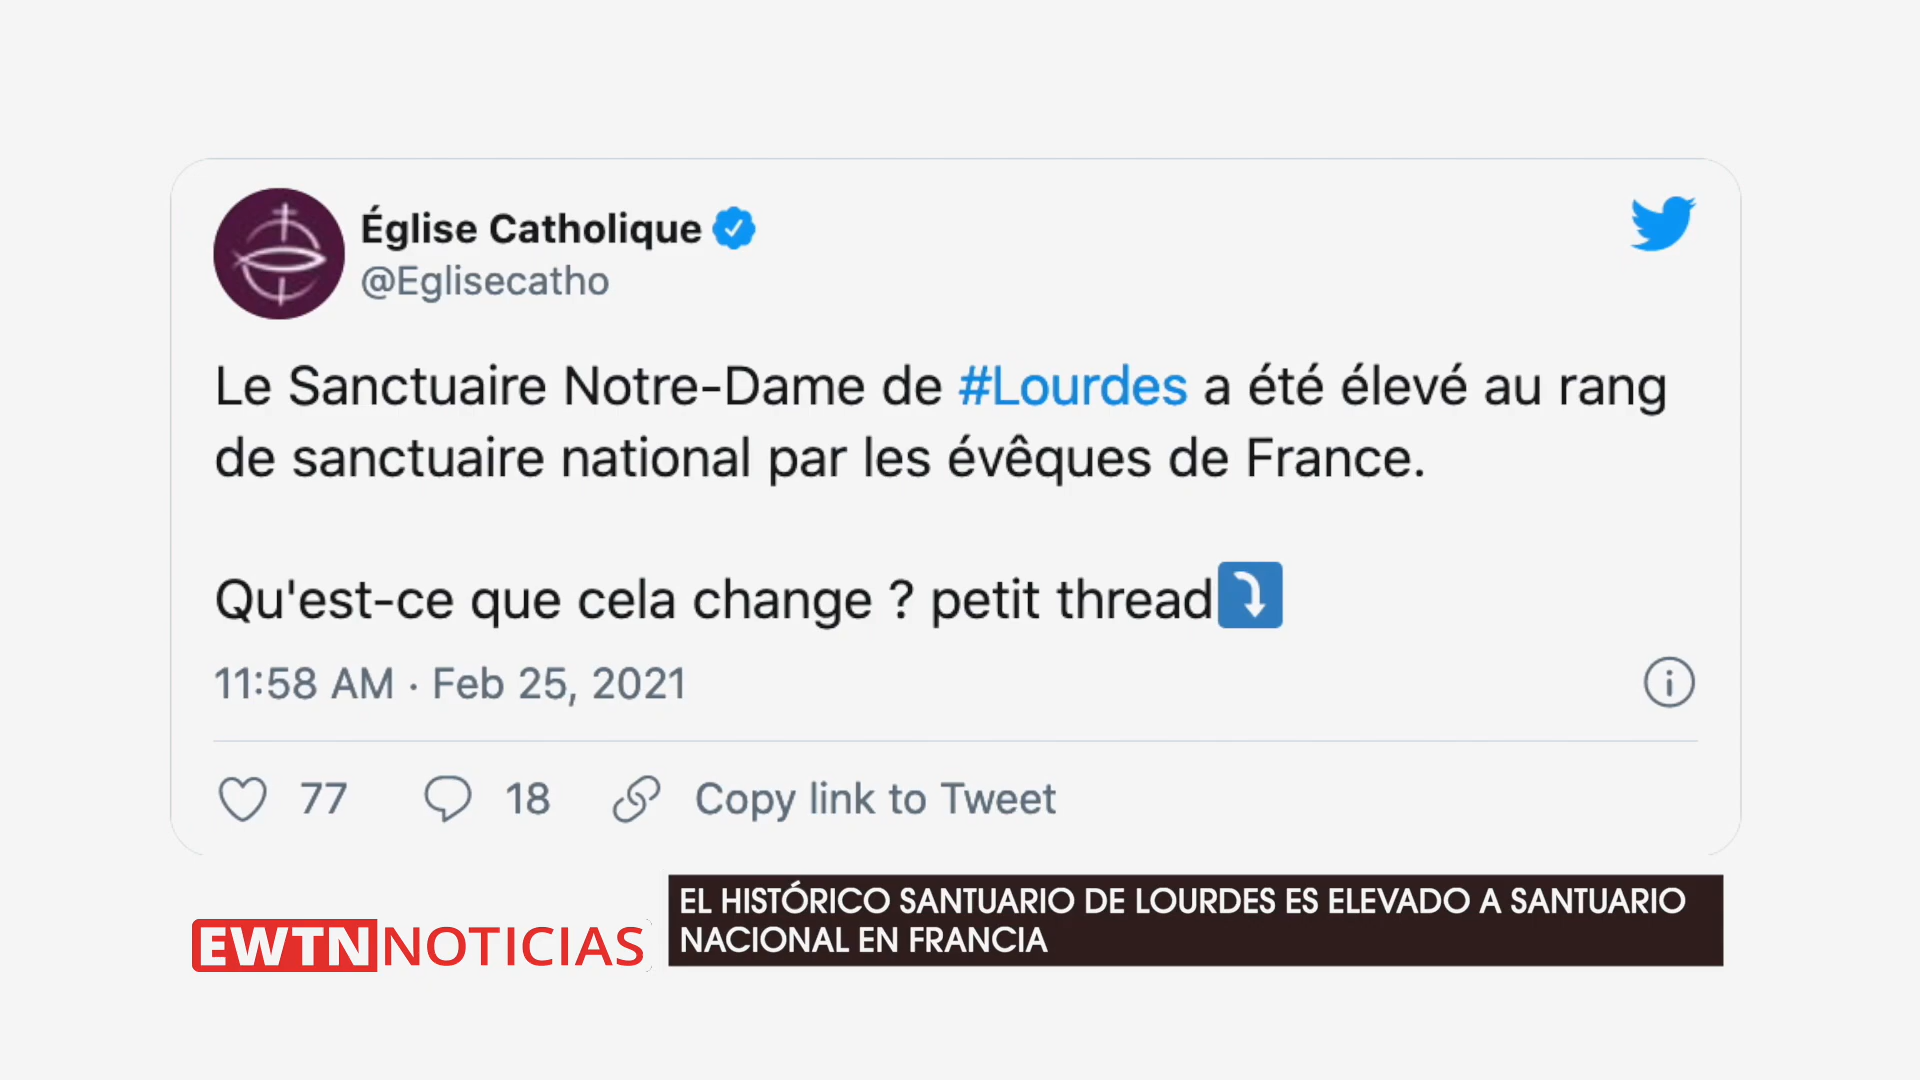 Église Catholique
@Eglisecatho
Le Sanctuaire Notre-Dame de #Lourdes a été élevé au rang
de sanctuaire national par les évêques de France.
Qu'est-ce que cela change ? petit thread⤵️
11:58 AM · Feb 25, 2021
77 18 Copy link to Tweet
EWTN NOTICIAS
EL HISTÓRICO SANTUARIO DE LOURDES ES ELEVADO A SANTUARIO
NACIONAL EN FRANCIA